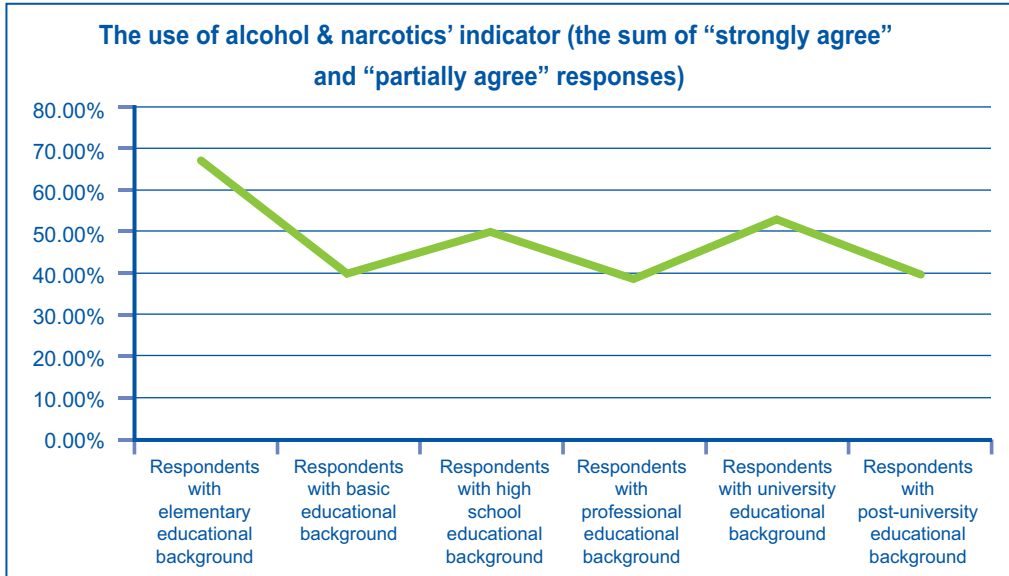 The use of alcohol & narcotics’ indicator (the sum of “strongly agree”
and “partially agree” responses)
80.00%
70.00%
60.00%
50.00%
40.00%
30.00%
20.00%
10.00%
0.00%
Respondents
with
elementary
educational
background
Respondents
with basic
educational
background
Respondents
with high
school
educational
background
Respondents
with
professional
educational
background
Respondents
with university
educational
background
Respondents
with
post-university
educational
background